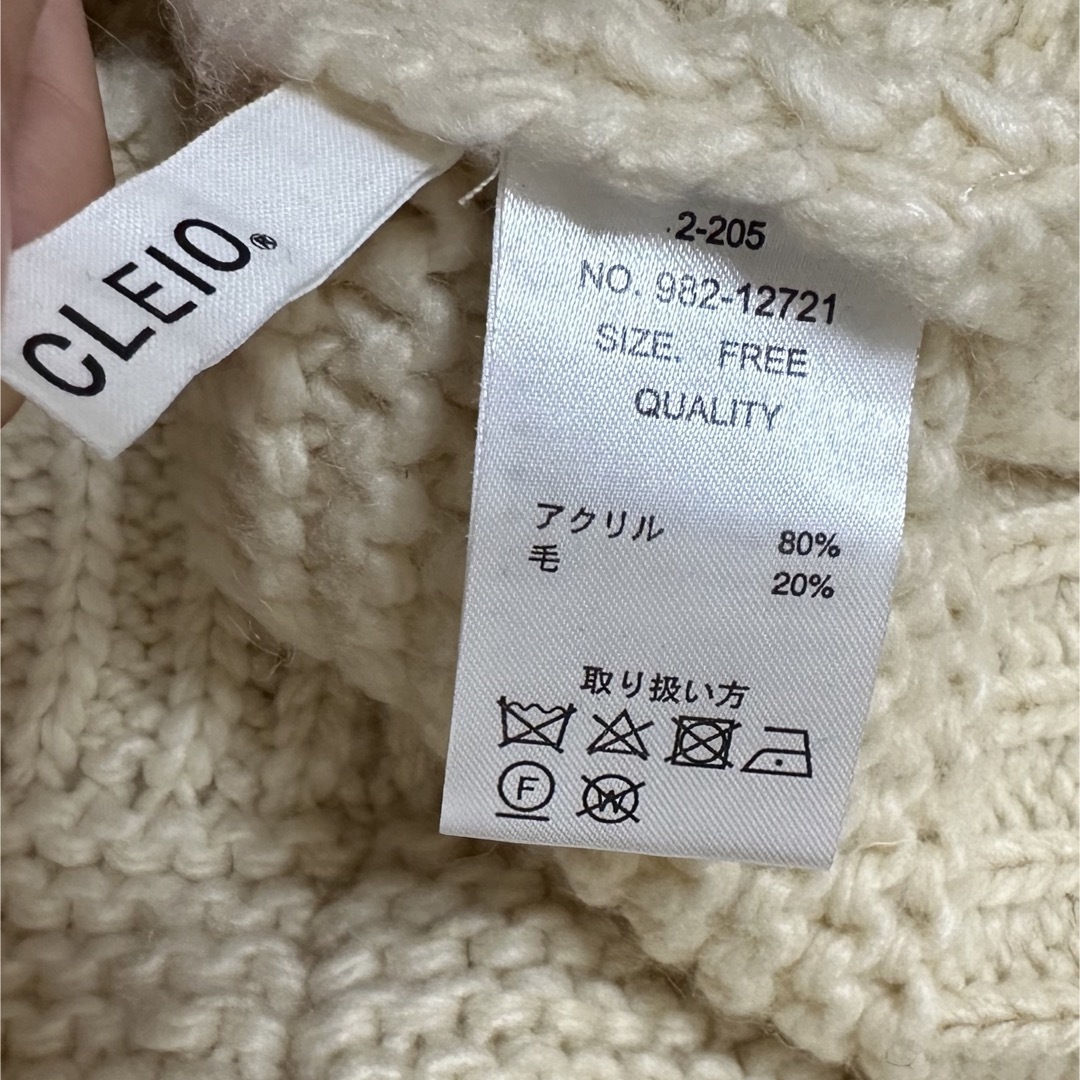 CLEIO®
2-205
NO. 982-12721
SIZE. FREE
QUALITY
アクリル 80%
毛 20%
取り扱い方
F W